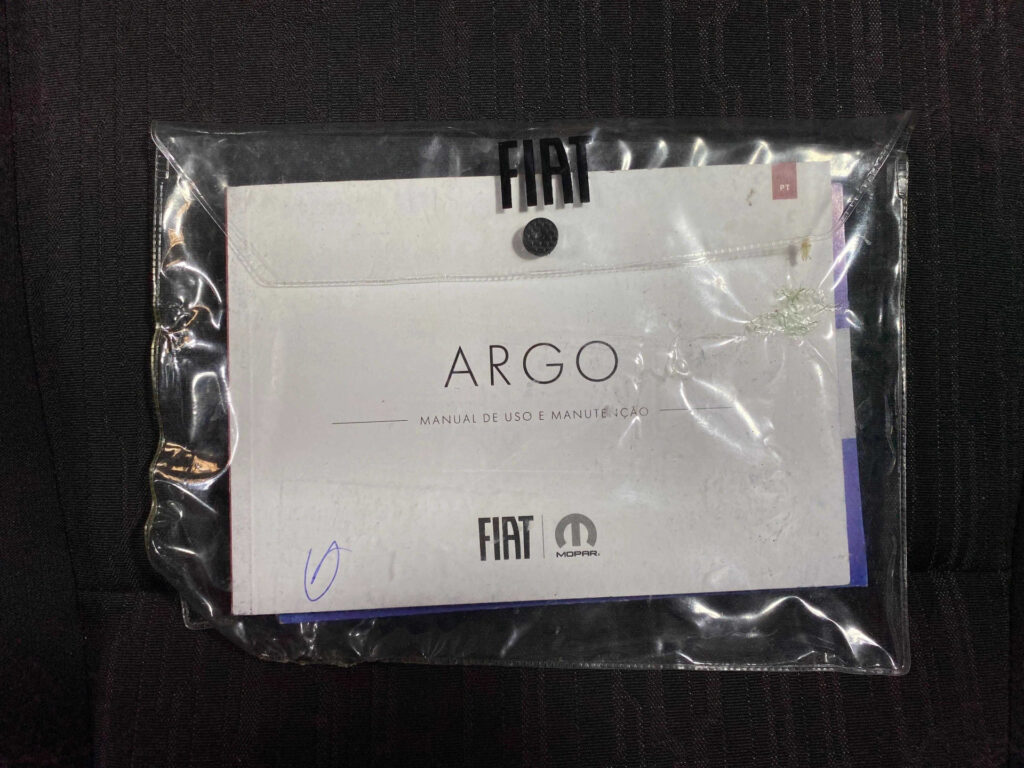 FIAT
PT
ARGO
MANUAL DE USO E MANUTENÇÃO
FIAT
MOPAR